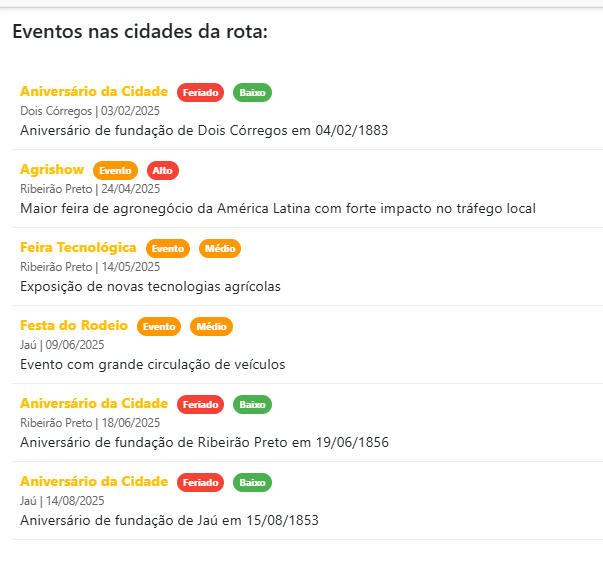 Eventos nas cidades da rota:
Aniversário da Cidade Feriado Baixo
Dois Córregos | 03/02/2025
Aniversário de fundação de Dois Córregos em 04/02/1883
Agrishow Evento Alto
Ribeirão Preto | 24/04/2025
Maior feira de agronegócio da América Latina com forte impacto no tráfego local
Feira Tecnológica Evento Médio
Ribeirão Preto | 14/05/2025
Exposição de novas tecnologias agrícolas
Festa do Rodeio Evento Médio
Jaú | 09/06/2025
Evento com grande circulação de veículos
Aniversário da Cidade Feriado Baixo
Ribeirão Preto | 18/06/2025
Aniversário de fundação de Ribeirão Preto em 19/06/1856
Aniversário da Cidade Feriado Baixo
Jaú | 14/08/2025
Aniversário de fundação de Jaú em 15/08/1853